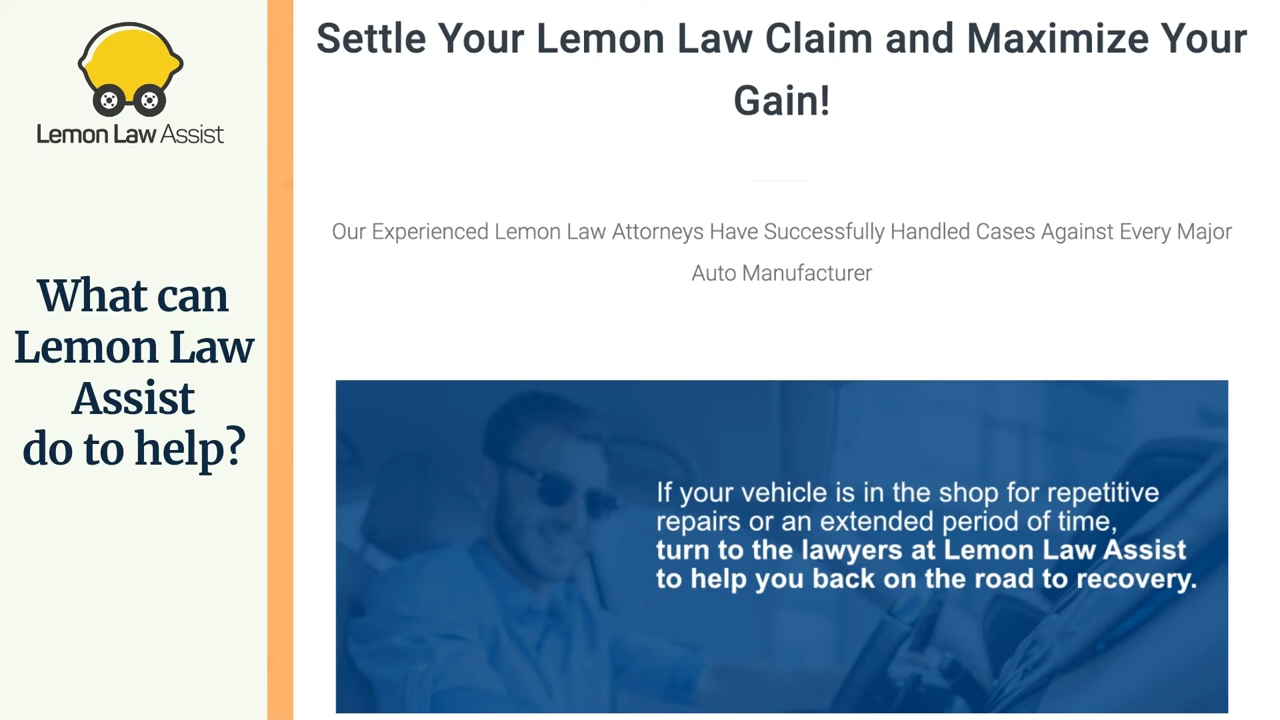 Lemon Law Assist
What can
Lemon Law
Assist
do to help?
Settle Your Lemon Law Claim and Maximize Your
Gain!
Our Experienced Lemon Law Attorneys Have Successfully Handled Cases Against Every Major
Auto Manufacturer
If your vehicle is in the shop for repetitive
repairs or an extended period of time,
turn to the lawyers at Lemon Law Assist
to help you back on the road to recovery.